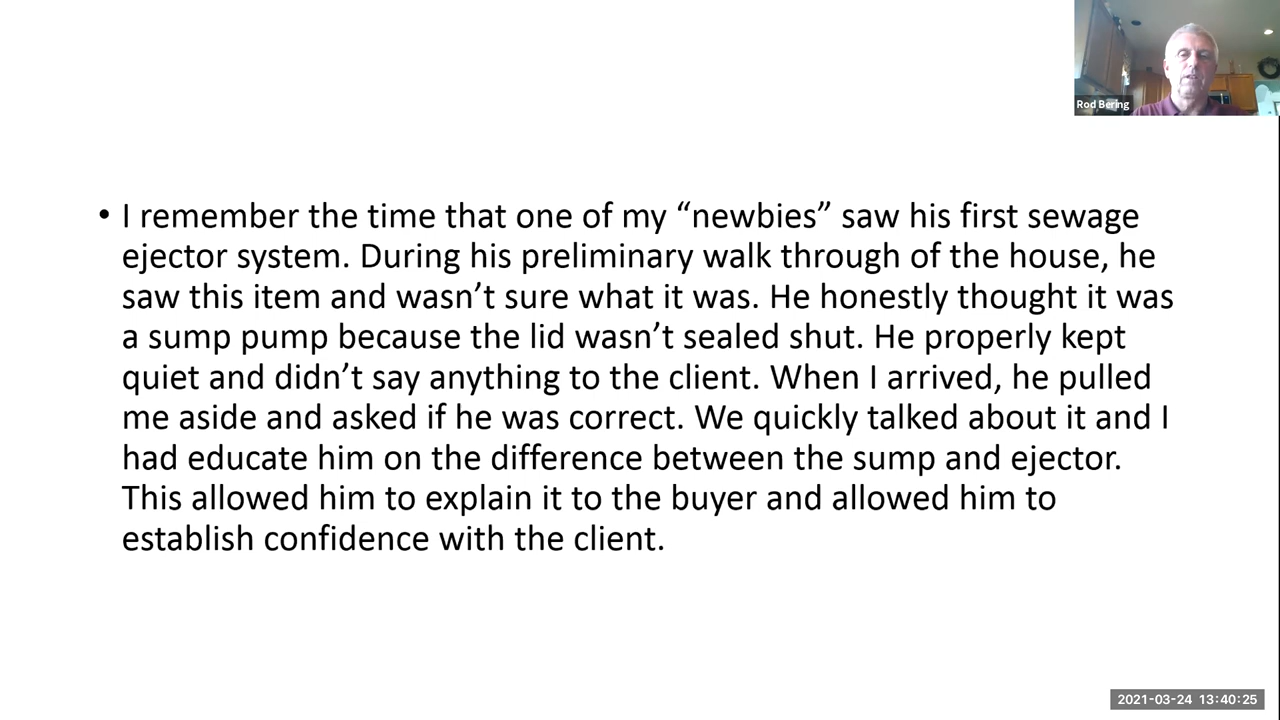 Rod Bering
• I remember the time that one of my “newbies” saw his first sewage
ejector system. During his preliminary walk through of the house, he
saw this item and wasn’t sure what it was. He honestly thought it was
a sump pump because the lid wasn’t sealed shut. He properly kept
quiet and didn’t say anything to the client. When I arrived, he pulled
me aside and asked if he was correct. We quickly talked about it and I
had educate him on the difference between the sump and ejector.
This allowed him to explain it to the buyer and allowed him to
establish confidence with the client.
2021-03-24 13:40:25